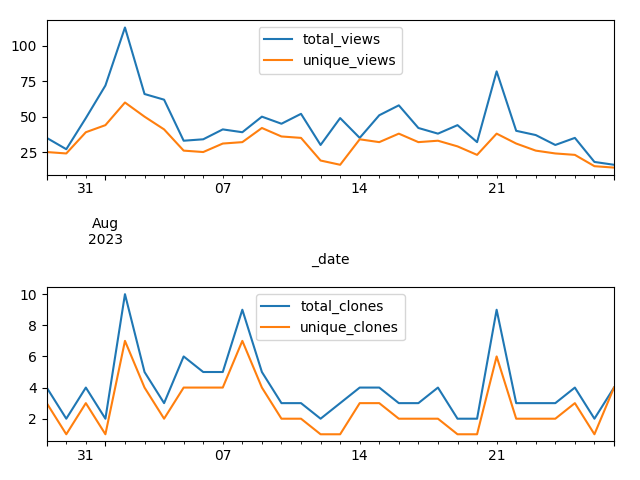 100
75
50
25
total_views
unique_views
31 07 14 21
Aug
2023
_date
10
8
6
4
2
total_clones
unique_clones
31 07 14 21